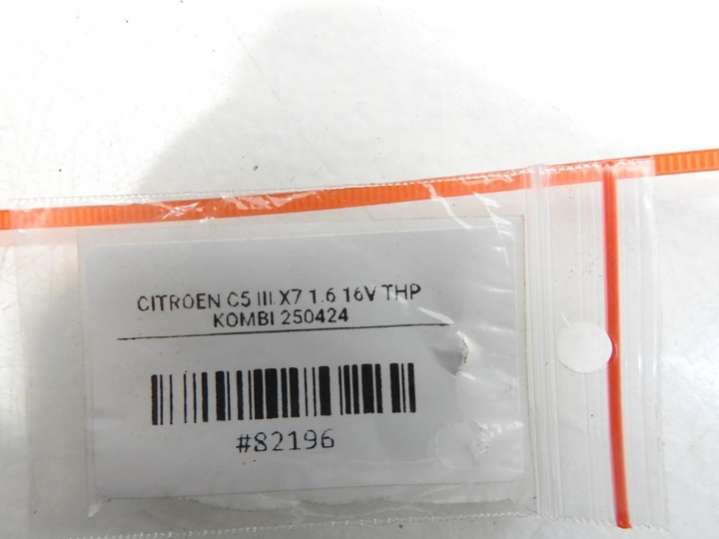 CITROEN C5 III X7 1.6 16V THP
KOMBI 250424
#82196